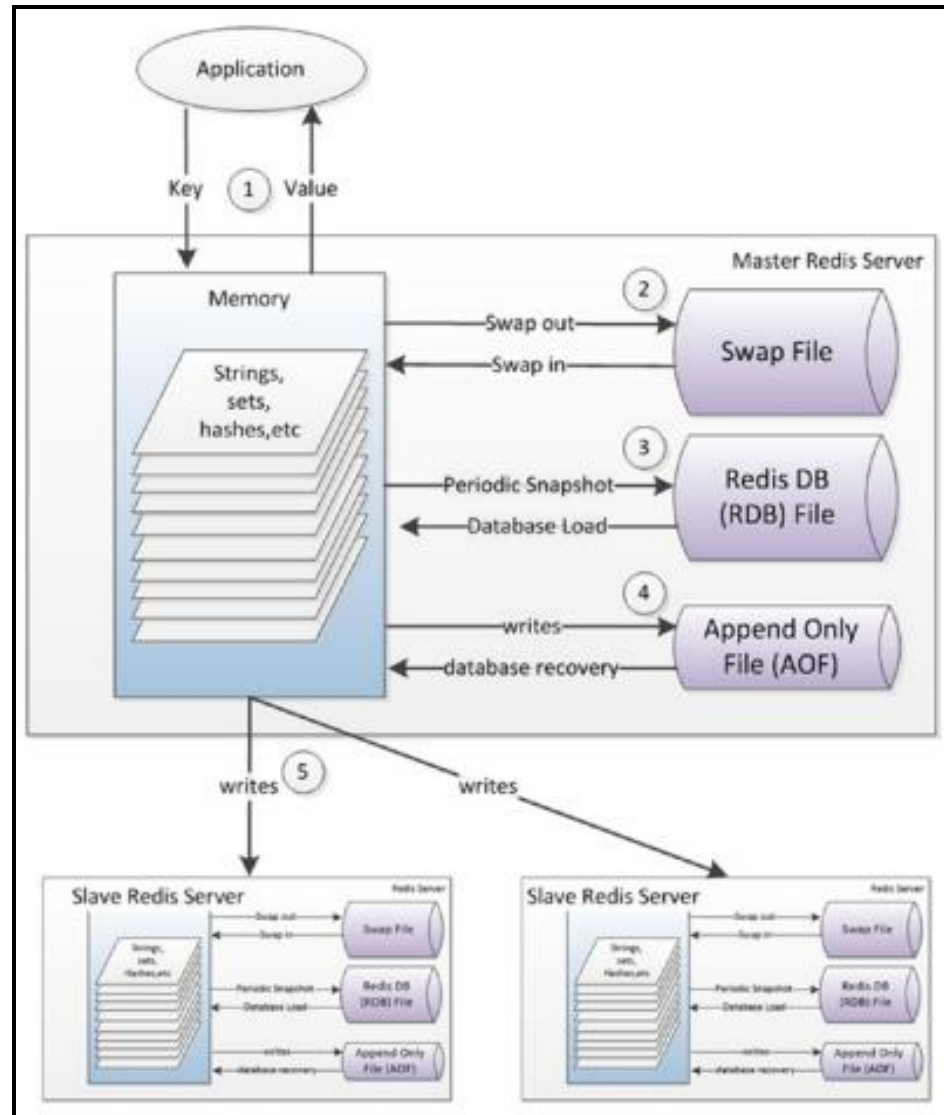 Application
Key
1
Value
Master Redis Server
Memory
2
Swap out
Swap in
Swap File
Strings,
sets,
hashes,etc
3
Periodic Snapshot
Database Load
Redis DB
(RDB) File
4
writes
database recovery
Append Only
File (AOF)
writes
5
writes
Slave Redis Server
Redis Server
Swap out
Swap in
Swap File
Strings,
sets,
Hashes,etc
Periodic Snapshot
Database Load
Redis DB
(RDB) File
writes
database recovery
Append Only
File (AOF)
Slave Redis Server
Redis Server
Swap out
Swap in
Swap File
Strings,
sets,
Hashes,etc
Periodic Snapshot
Database Load
Redis DB
(RDB) File
writes
database recovery
Append Only
File (AOF)